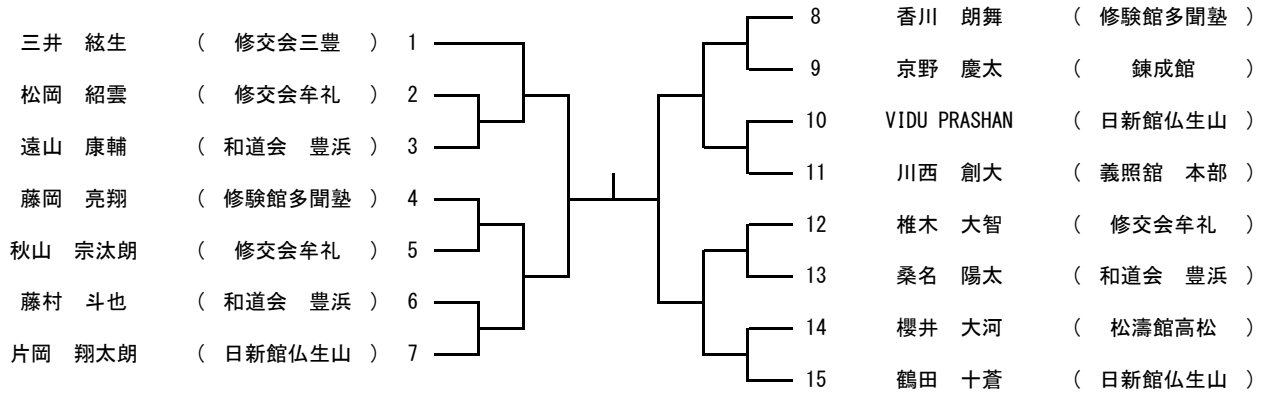 三井　絃生　（　修交会三豊　）　1
松岡　紹雲　（　修交会牟礼　）　2
遠山　康輔　（　和道会　豊浜　）　3
藤岡　亮翔　（　修験館多聞塾　）　4
秋山　宗汰朗　（　修交会牟礼　）　5
藤村　斗也　（　和道会　豊浜　）　6
片岡　翔太朗　（　日新館仏生山　）　7
8　香川　朗舞　（　修験館多聞塾　）
9　京野　慶太　（　錬成館　）
10　VIDU PRASHAN　（　日新館仏生山　）
11　川西　創大　（　義照舘　本部　）
12　椎木　大智　（　修交会牟礼　）
13　桑名　陽太　（　和道会　豊浜　）
14　櫻井　大河　（　松濤館高松　）
15　鶴田　十蒼　（　日新館仏生山　）